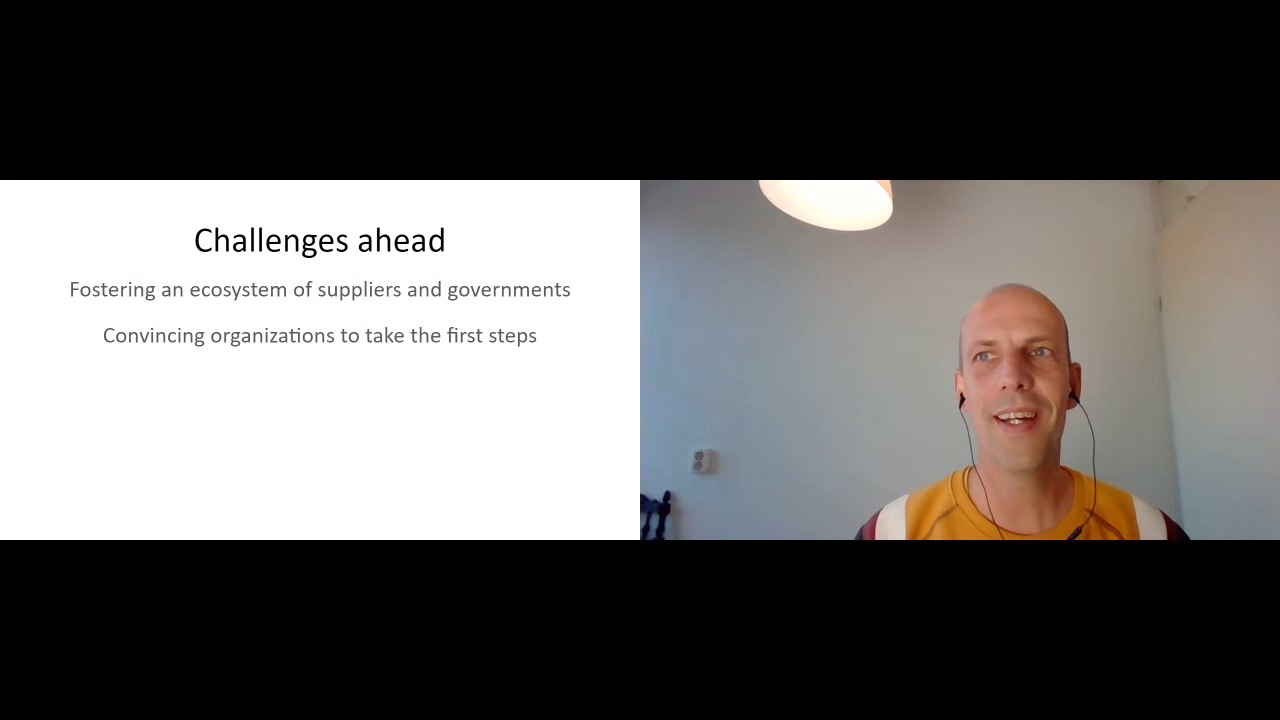 Challenges ahead
Fostering an ecosystem of suppliers and governments
Convincing organizations to take the first steps